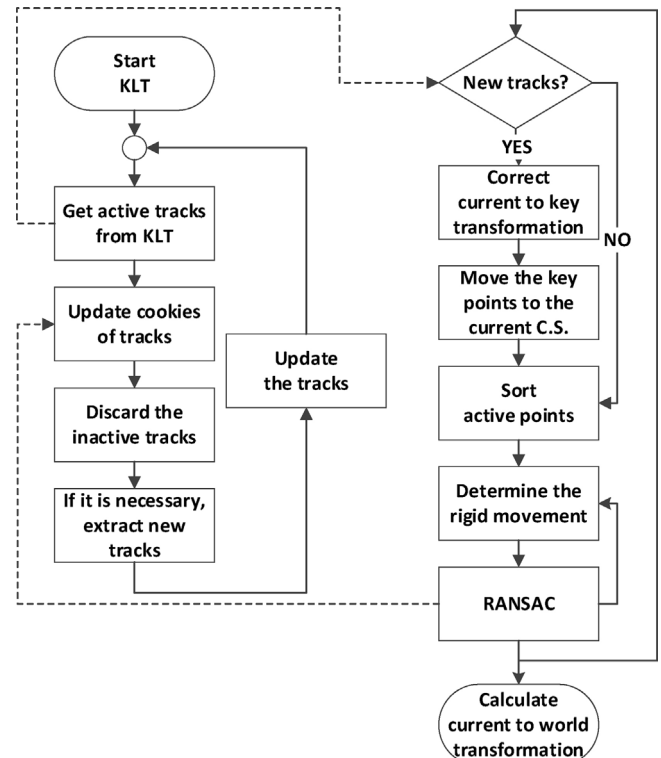 Start
KLT
Get active tracks
from KLT
Update cookies
of tracks
Discard the
inactive tracks
If it is necessary,
extract new
tracks
Update
the tracks
New tracks?
YES
NO
Correct
current to key
transformation
Move the key
points to the
current C.S.
Sort
active points
Determine the
rigid movement
RANSAC
Calculate
current to world
transformation